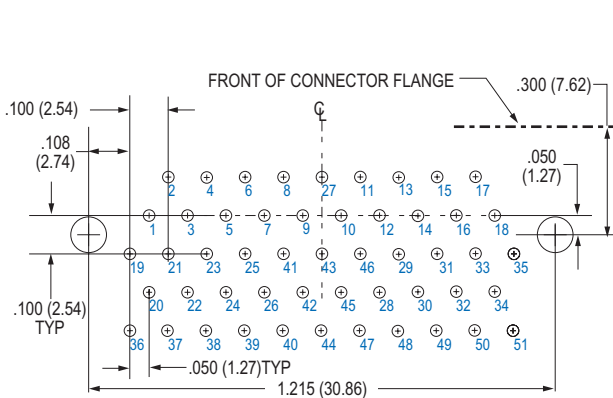 FRONT OF CONNECTOR FLANGE
.300 (7.62)
.100 (2.54)
℄
.108
(2.74)
.050
(1.27)
2 4 6 8 27 11 13 15 17
1 3 5 7 9 10 12 14 16 18
19 21 23 25 41 43 46 29 31 33 35
20 22 24 26 42 45 28 30 32 34
.100 (2.54)
TYP
36 37 38 39 40 44 47 48 49 50 51
.050 (1.27)TYP
1.215 (30.86)